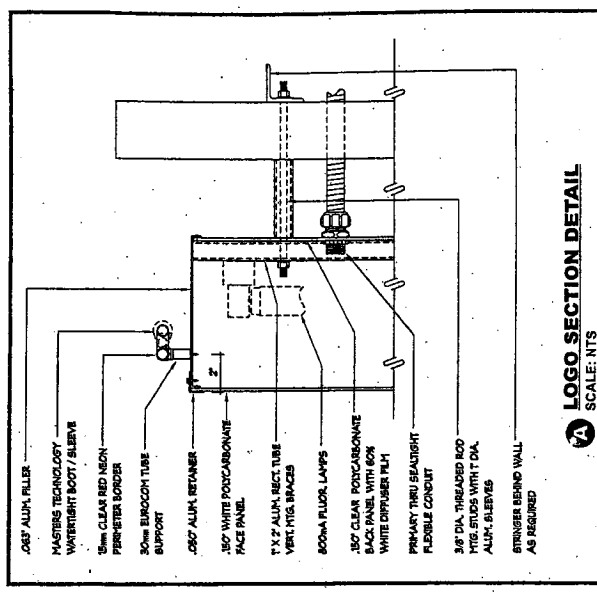 .063" ALUM. FILLER
MASTERS TECHNOLOGY
WATERTIGHT BOOT / SLEEVE
15mm CLEAR RED NEON
PERIMETER BORDER
30mm EUROCOM TUBE
SUPPORT
.050" ALUM. RETAINER
.150" WHITE POLYCARBONATE
FACE PANEL
1" X 2" ALUM. RECT. TUBE
VERT. MTG. BRACES
800mA FLUOR. LAMPS
.150" CLEAR POLYCARBONATE
BACK PANEL WITH 60%
WHITE DIFFUSER FILM
PRIMARY THRU SEALTIGHT
FLEXIBLE CONDUIT
3/8" DIA. THREADED ROD
MTG. STUDS WITH 1" DIA.
ALUM. SLEEVES
STRINGER BEHIND WALL
AS REQUIRED
2"
A LOGO SECTION DETAIL
SCALE: NTS